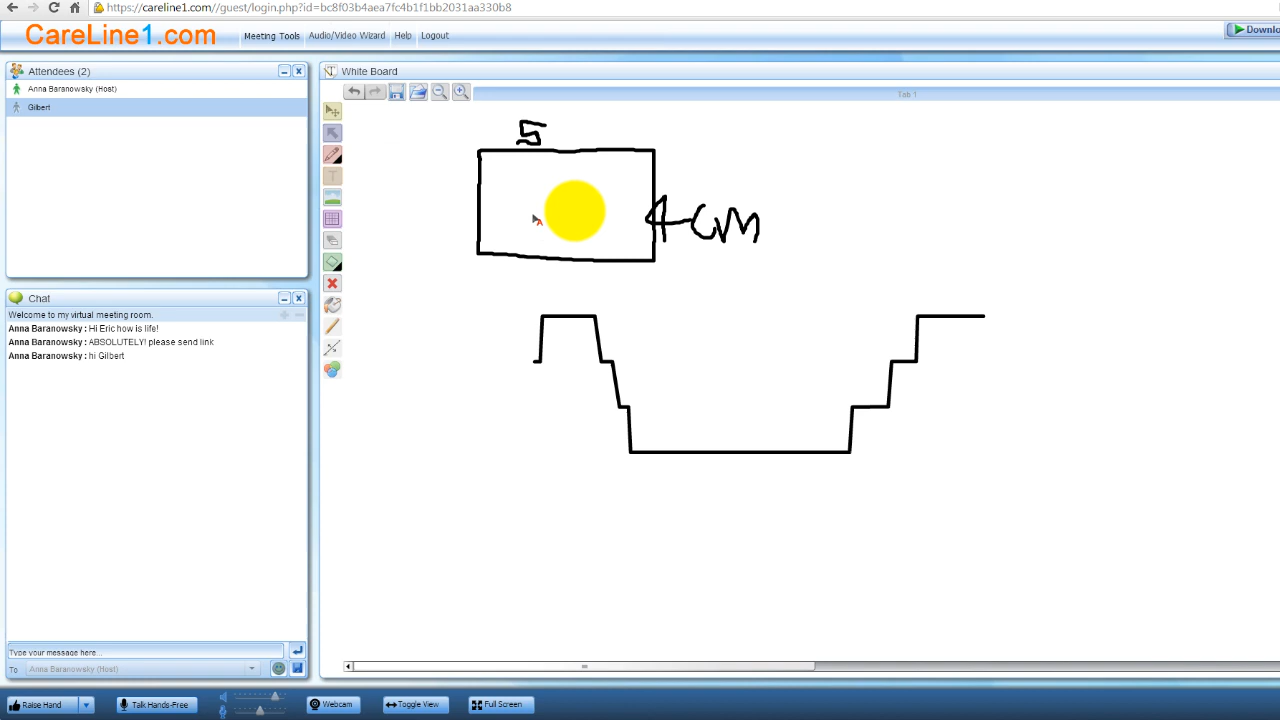 https://careline1.com//guest/login.php?id=bc8f03b4aea7fc4b1f1bb2031aa330b8
CareLine1.com
Meeting Tools
Audio/Video Wizard
Help
Logout
Downlo
Attendees (2)
Anna Baranowsky (Host)
Gilbert
Chat
Welcome to my virtual meeting room.
Anna Baranowsky : Hi Eric how is life!
Anna Baranowsky : ABSOLUTELY! please send link
Anna Baranowsky : hi Gilbert
Type your message here...
To Anna Baranowsky (Host)
White Board
Tab 1
5
4 cm
Raise Hand
Talk Hands-Free
Webcam
Toggle View
Full Screen